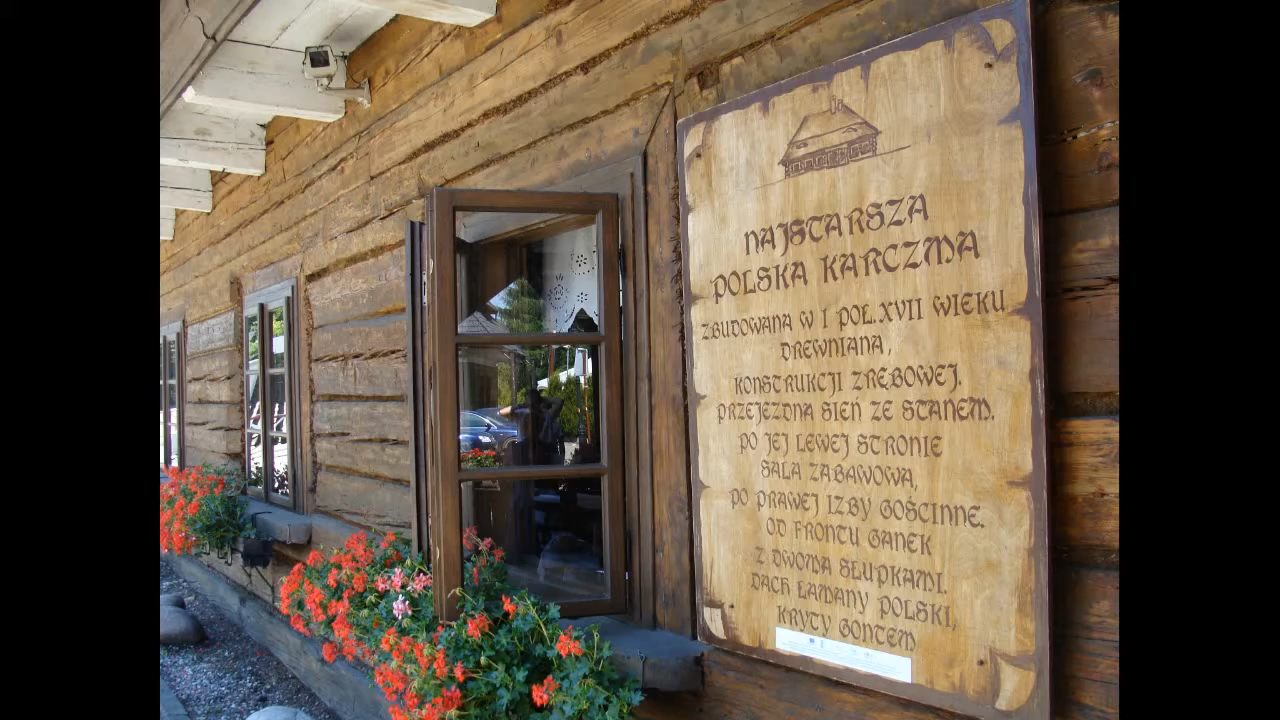 NAJSTARSZA
POLSKA KARCZMA
ZBUDOWANA W I POŁ. XVII WIEKU
DREWNIANA,
KONSTRUKCJI ZRĘBOWEJ.
PRZEJEZDNA SIEŃ ZE STANEM.
PO JEJ LEWEJ STRONIE
SALA ZABAWOWA,
PO PRAWEJ IZBY GOŚCINNE.
OD FRONTU GANEK
Z DWOMA SŁUPKAMI.
DACH ŁAMANY POLSKI,
KRYTY GONTEM